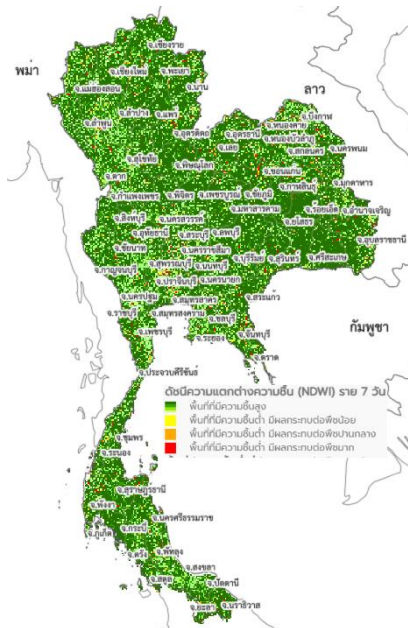 จ.เชียงราย
พม่า
จ.เชียงใหม่ จ.พะเยา
ลาว
จ.แม่ฮ่องสอน จ.น่าน
จ.ลำปาง จ.แพร่
จ.ลำพูน จ.อุตรดิตถ์ จ.อุดรธานี จ.หนองคาย จ.บึงกาฬ
จ.เลย จ.หนองบัวลำภู
จ.สุโขทัย จ.พิษณุโลก จ.สกลนคร จ.นครพนม
จ.ตาก จ.ขอนแก่น
จ.กำแพงเพชร จ.พิจิตร จ.เพชรบูรณ์ จ.ชัยภูมิ จ.กาฬสินธุ์ จ.มุกดาหาร
จ.มหาสารคาม จ.ร้อยเอ็ด จ.อำนาจเจริญ
จ.สิงห์บุรี จ.นครสวรรค์ จ.ยโสธร
จ.อุทัยธานี จ.สระบุรี จ.ลพบุรี จ.อุบลราชธานี
จ.ชัยนาท จ.นครราชสีมา จ.บุรีรัมย์ จ.สุรินทร์ จ.ศรีสะเกษ
จ.กาญจนบุรี จ.สุพรรณบุรี จ.นนทบุรี
จ.ปราจีนบุรี จ.นครนายก
จ.นครปฐม จ.สมุทรสาคร จ.สระแก้ว
จ.ราชบุรี จ.สมุทรสงคราม จ.ชลบุรี
กัมพูชา
จ.เพชรบุรี จ.ระยอง จ.จันทบุรี
จ.ตราด
จ.ประจวบคีรีขันธ์
ดัชนีความแตกต่างความชื้น (NDWI) ราย 7 วัน
พื้นที่ที่มีความชื้นสูง
พื้นที่ที่มีความชื้นต่ำ มีผลกระทบต่อพืชน้อย
พื้นที่ที่มีความชื้นต่ำ มีผลกระทบต่อพืชปานกลาง
พื้นที่ที่มีความชื้นต่ำ มีผลกระทบต่อพืชมาก
จ.ชุมพร
จ.ระนอง
จ.สุราษฎร์ธานี
จ.พังงา
จ.นครศรีธรรมราช
จ.ภูเก็ต จ.กระบี่
จ.ตรัง จ.พัทลุง
จ.สงขลา
จ.สตูล จ.ปัตตานี
จ.ยะลา จ.นราธิวาส